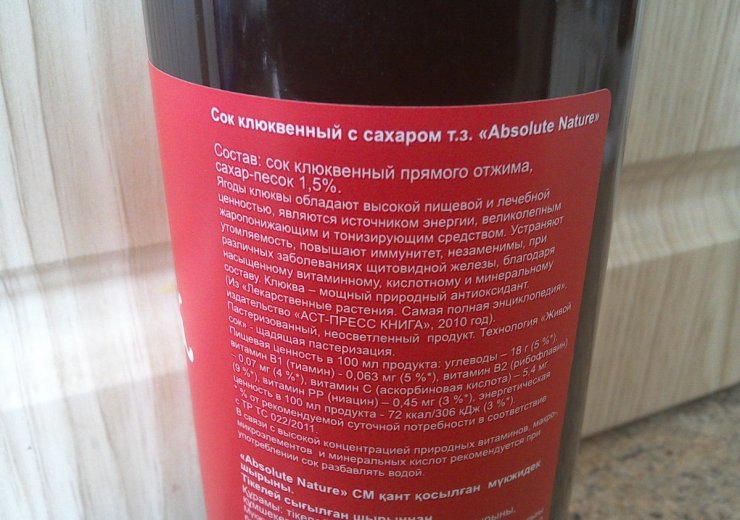 Сок клюквенный с сахаром т.з. «Absolute Nature»
Состав: сок клюквенный прямого отжима,
сахар-песок 1,5%.
Ягоды клюквы обладают высокой пищевой и лечебной
ценностью, являются источником энергии, великолепным
жаропонижающим и тонизирующим средством. Устраняют
утомляемость, повышают иммунитет, незаменимы, при
различных заболеваниях щитовидной железы, благодаря
насыщенному витаминному, кислотному и минеральному
составу. Клюква – мощный природный антиоксидант.
(Из «Лекарственные растения. Самая полная энциклопедия»,
издательство «АСТ-ПРЕСС КНИГА», 2010 год).
Пастеризованный, неосветленный продукт. Технология «Живой
сок» - щадящая пастеризация.
Пищевая ценность в 100 мл продукта: углеводы – 18 г (5 %*),
витамин В1 (тиамин) - 0,063 мг (5 %*), витамин В2 (рибофлавин)
– 0,07 мг (4 %*), витамин С (аскорбиновая кислота) – 5,4 мг
(9 %*), витамин РР (ниацин) – 0,45 мг (3 %*), энергетическая
ценность в 100 мл продукта - 72 ккал/306 кДж (3 %*).
* % от рекомендуемой суточной потребности в соответствие
с ТР ТС 022/2011.
В связи с высокой концентрацией природных витаминов, макро-,
микроэлементов и минеральных кислот рекомендуется при
употреблении сок разбавлять водой.
«Absolute Nature» СМ қант қосылған мүкжидек
шырыны.
Тікелей сығылған шырыннан
Құрамы: тікелей